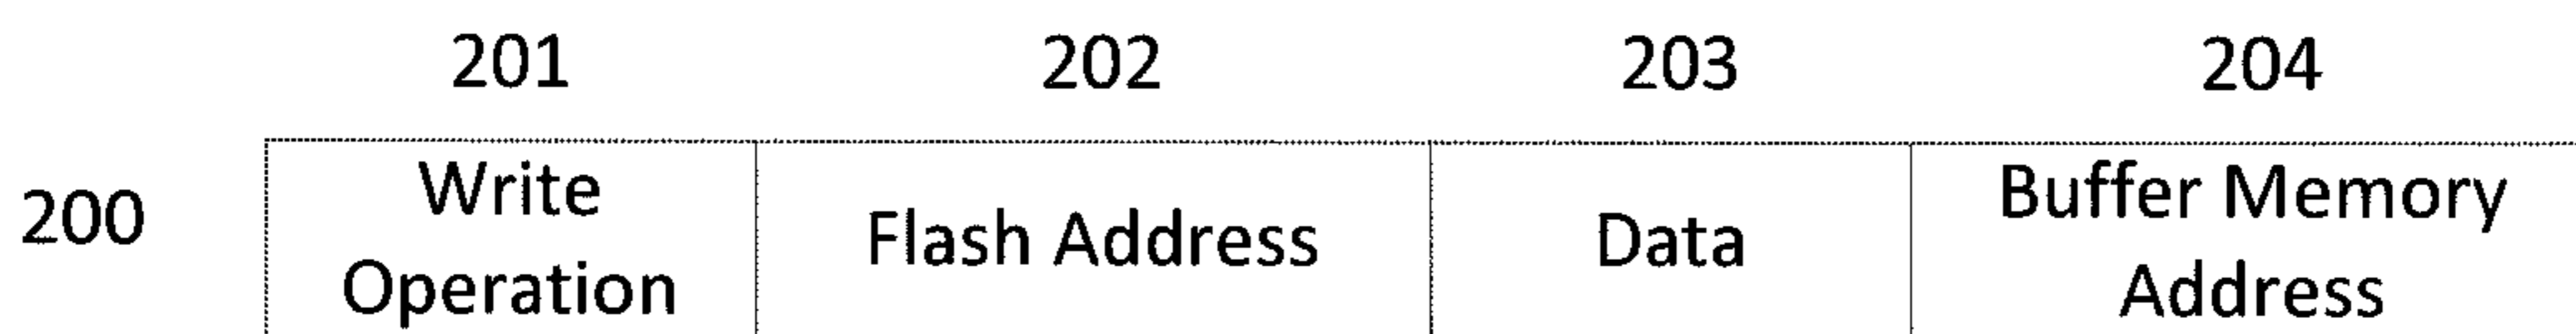 201 202 203 204
200 Write Operation Flash Address Data Buffer Memory Address